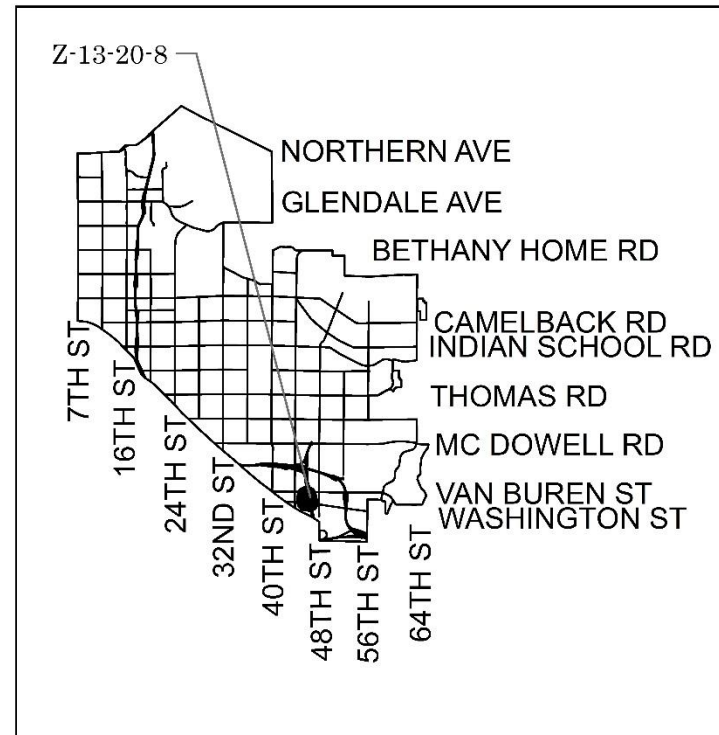 Z-13-20-8
NORTHERN AVE
GLENDALE AVE
BETHANY HOME RD
CAMELBACK RD
INDIAN SCHOOL RD
THOMAS RD
MC DOWELL RD
VAN BUREN ST
WASHINGTON ST
7TH ST
16TH ST
24TH ST
32ND ST
40TH ST
48TH ST
56TH ST
64TH ST